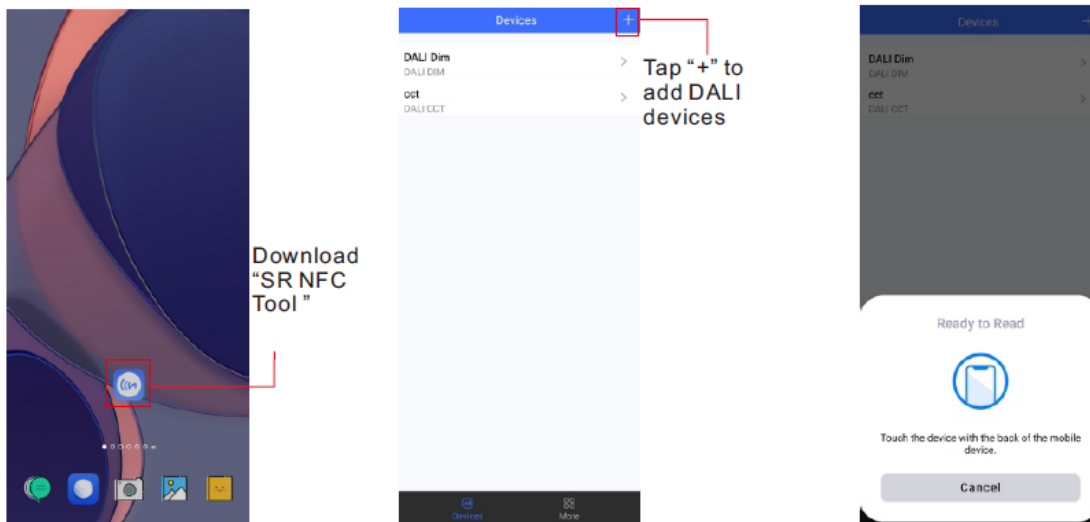 Download
“SR NFC
Tool ”
Devices
+
DALI Dim
DALI DIM
cct
DALI CCT
Devices
More
Tap “+” to
add DALI
devices
Devices
+
DALI Dim
DALI DIM
cct
DALI CCT
Ready to Read
Touch the device with the back of the mobile
device.
Cancel